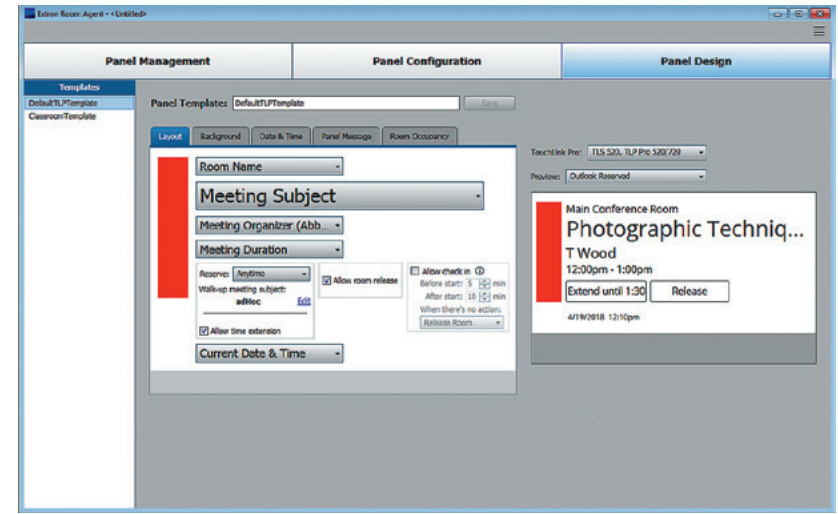 Extron Room Agent - <Untitled>
Panel Management
Panel Configuration
Panel Design
Templates
DefaultTLPTemplate
ClassroomTemplate
Panel Template: DefaultTLPTemplate Save
Layout Background Date & Time Panel Message Room Occupancy
Room Name
Meeting Subject
Meeting Organizer (Abb...
Meeting Duration
Reserve: Anytime
Walk-up meeting subject:
adHoc Edit
Allow time extension
Allow room release
Allow check in
Before start: 5 min
After start: 10 min
When there's no action:
Release Room
Current Date & Time
TouchLink Pro: TLS 520, TLP Pro 520/720
Preview: Outlook Reserved
Main Conference Room
Photographic Techniq...
T Wood
12:00pm - 1:00pm
Extend until 1:30 Release
4/19/2018 12:10pm